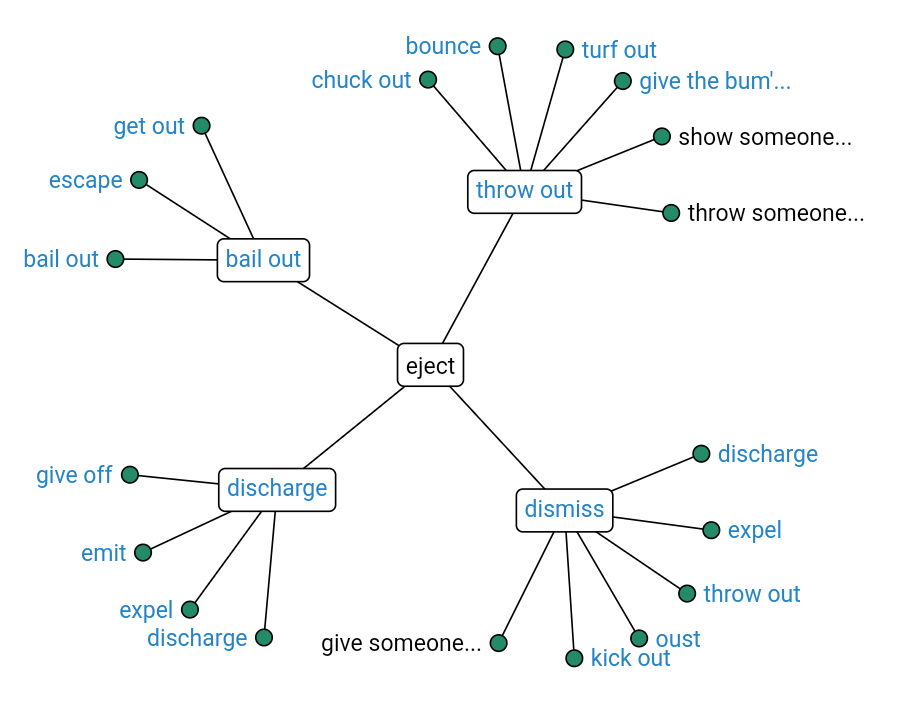 bounce
turf out
chuck out
give the bum'...
get out
show someone...
escape
throw out
throw someone...
bail out
bail out
eject
discharge
give off
discharge
dismiss
expel
emit
throw out
expel
discharge
give someone...
oust
kick out